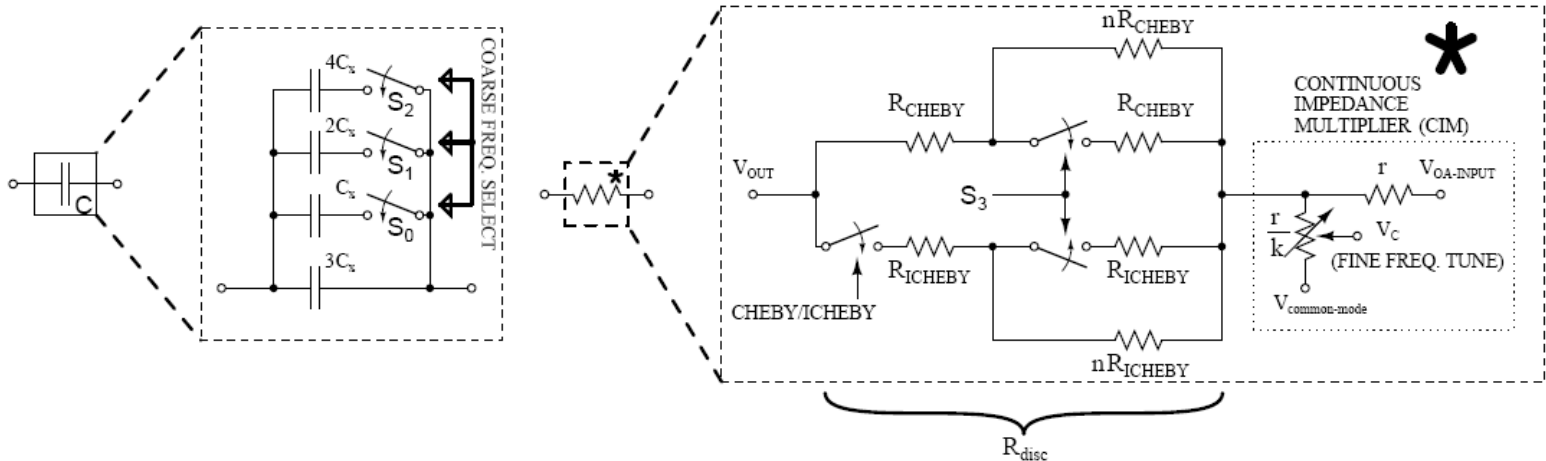 C
4Cx
S2
2Cx
S1
Cx
S0
3Cx
COARSE FREQ. SELECT
*
nRCHEBY
RCHEBY
RCHEBY
VOUT
S3
RICHEBY
RICHEBY
CHEBY/ICHEBY
nRICHEBY
Rdisc
*
CONTINUOUS
IMPEDANCE
MULTIPLIER (CIM)
r
VOA-INPUT
r
k
VC
(FINE FREQ. TUNE)
Vcommon-mode